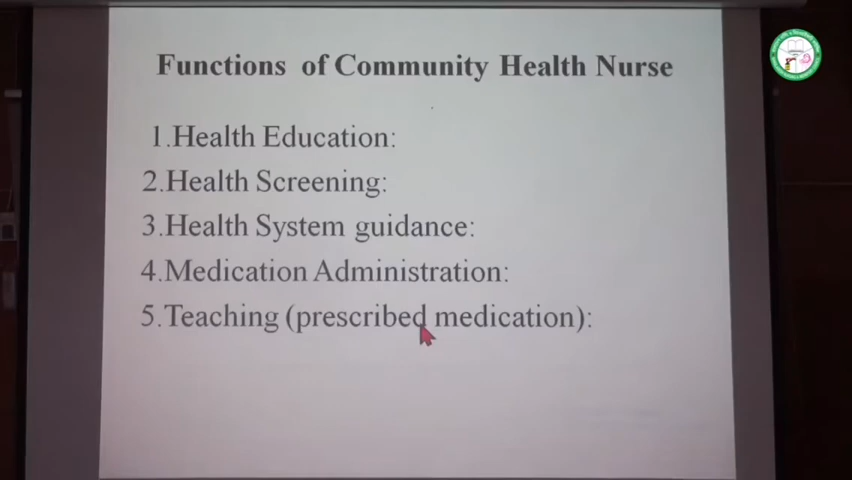 Functions of Community Health Nurse
1.Health Education:
2.Health Screening:
3.Health System guidance:
4.Medication Administration:
5.Teaching (prescribed medication):